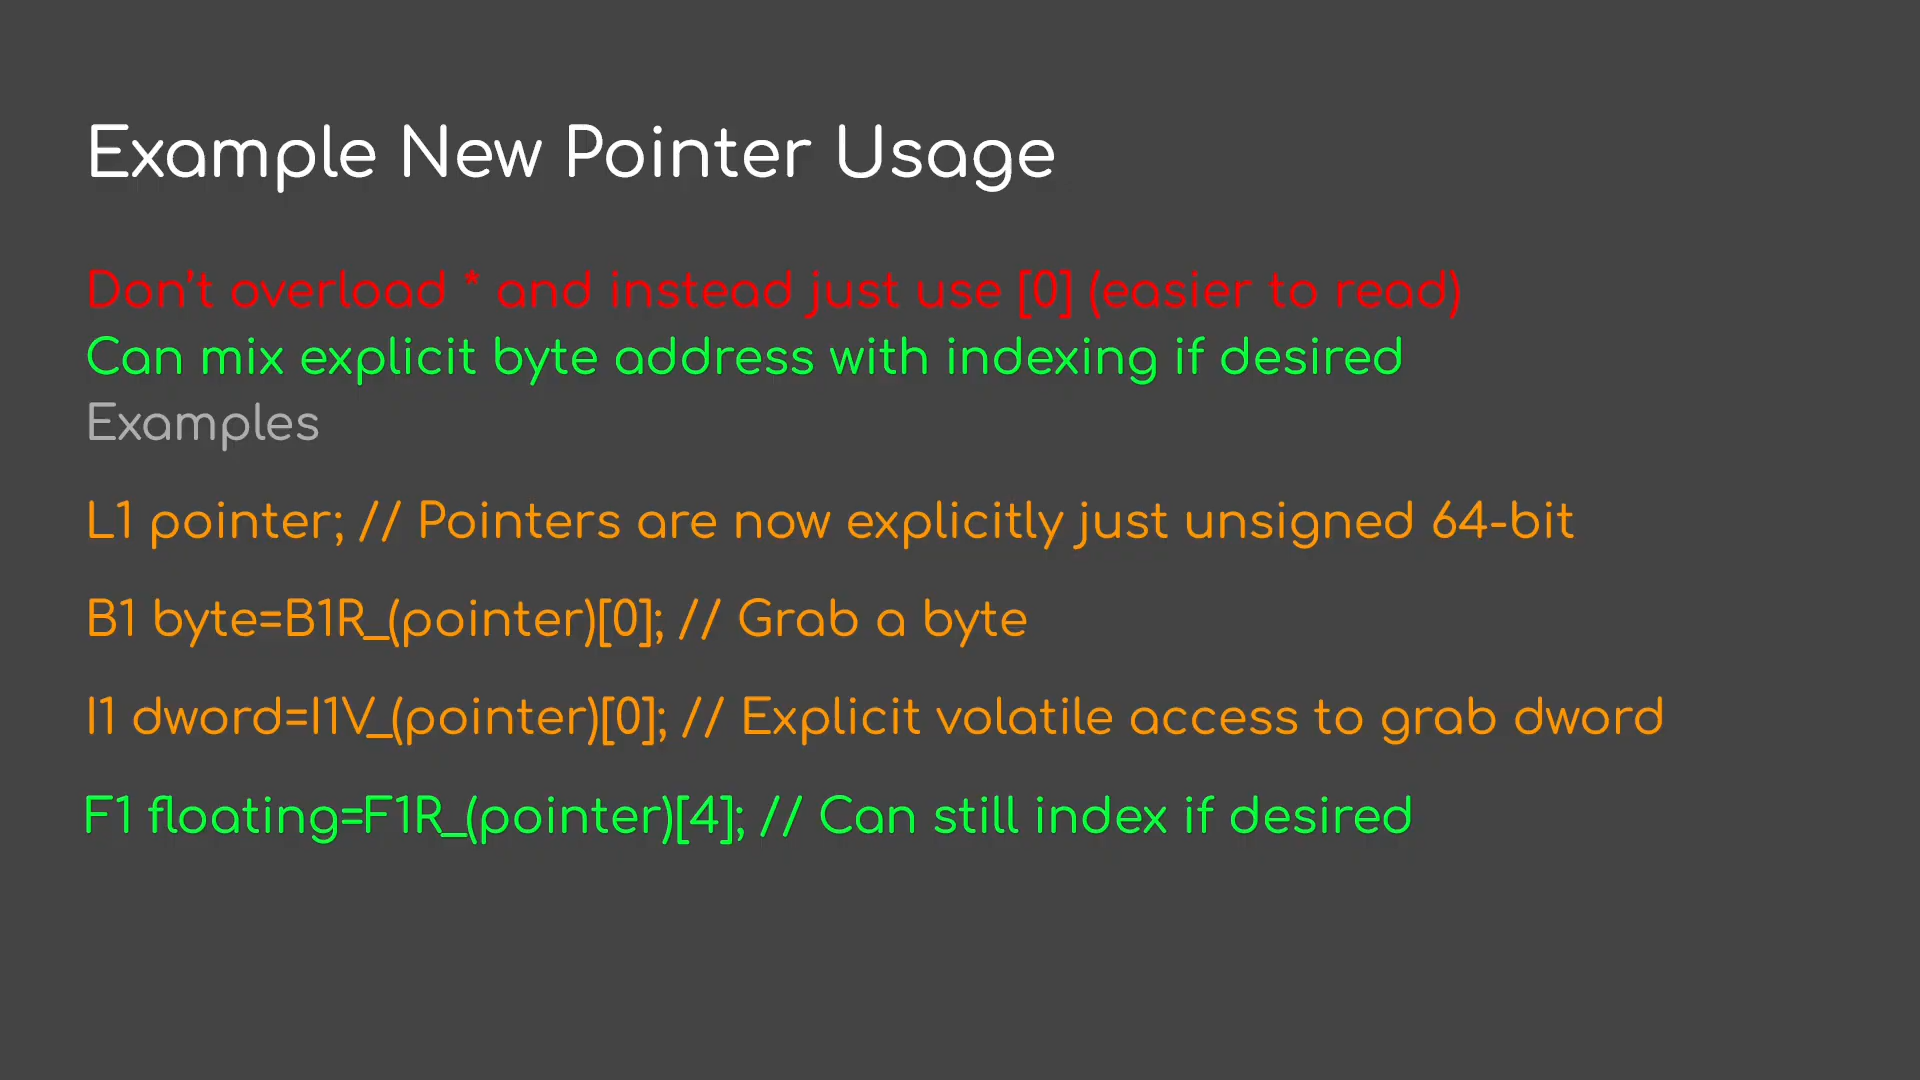 Example New Pointer Usage
Don’t overload * and instead just use [0] (easier to read)
Can mix explicit byte address with indexing if desired
Examples
L1 pointer; // Pointers are now explicitly just unsigned 64-bit
B1 byte=B1R_(pointer)[0]; // Grab a byte
I1 dword=I1V_(pointer)[0]; // Explicit volatile access to grab dword
F1 floating=F1R_(pointer)[4]; // Can still index if desired